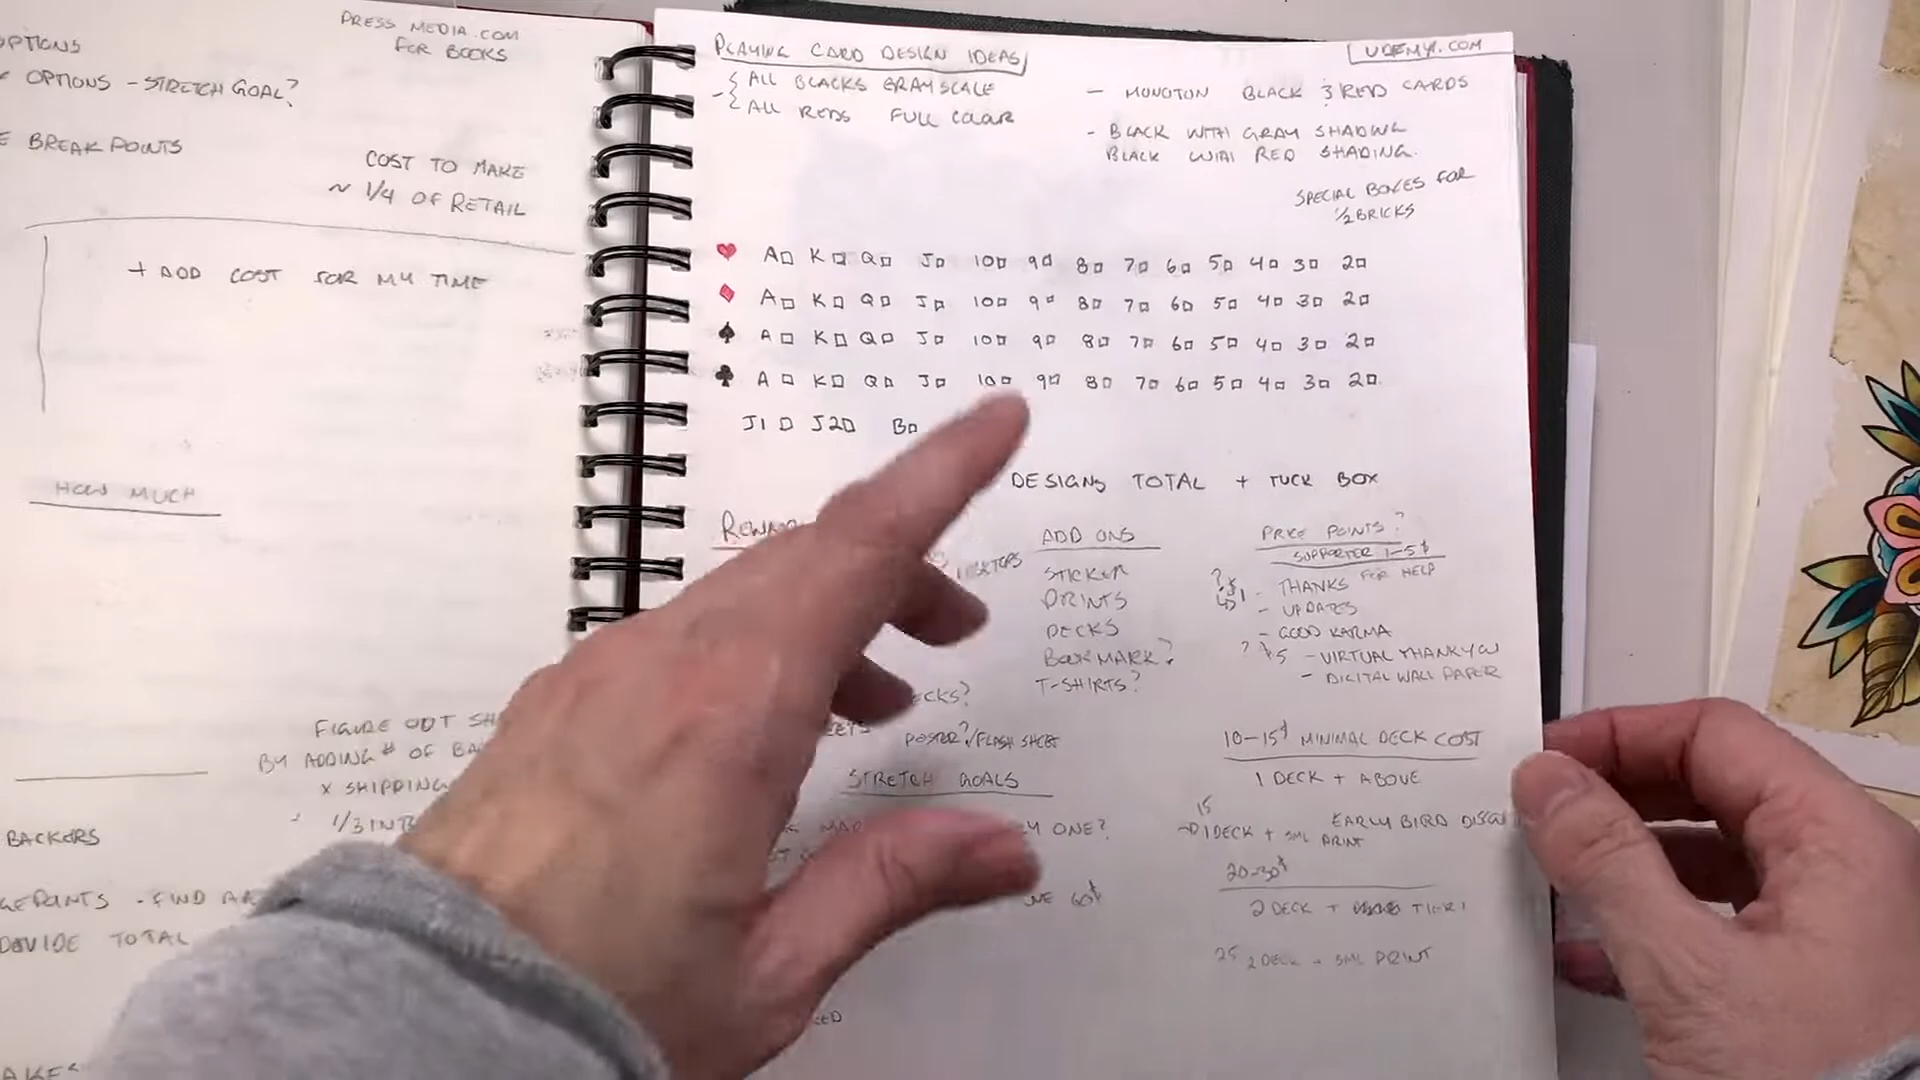 PRESS MEDIA.COM
FOR BOOKS
OPTIONS
OPTIONS - STRETCH GOAL?
BREAK POINTS
COST TO MAKE
~ 1/4 OF RETAIL
+ ADD COST FOR MY TIME
HOW MUCH
FIGURE OUT
BY ADDING # OF
X SHIPPING
1/3
BACKERS
- FIND
DIVIDE TOTAL
PLAYING CARD DESIGN IDEAS
UDEMY.COM
- ALL BLACKS GRAYSCALE
ALL REDS FULL COLOR
- MONOTON BLACK & RED CARDS
- BLACK WITH GRAY SHADING
BLACK WITH RED SHADING.
SPECIAL BOXES FOR
1/2 BRICKS
♥ A□ K□ Q□ J□ 10□ 9□ 8□ 7□ 6□ 5□ 4□ 3□ 2□
♦ A□ K□ Q□ J□ 10□ 9□ 8□ 7□ 6□ 5□ 4□ 3□ 2□
♠ A□ K□ Q□ J□ 10□ 9□ 8□ 7□ 6□ 5□ 4□ 3□ 2□
♣ A□ K□ Q□ J□ 10□ 9□ 8□ 7□ 6□ 5□ 4□ 3□ 2□
J1□ J2□ B□
DESIGNS TOTAL + TUCK BOX
ADD ONS
STICKER
PRINTS
DECKS
BOOKMARK?
T-SHIRTS?
POSTER?/FLASH SHEET
STRETCH GOALS
ONE?
PRICE POINTS?
SUPPORTER 1-5$
- THANKS FOR HELP
- UPDATES
- GOOD KARMA
? $5 - VIRTUAL THANKYOU
- DIGITAL WALL PAPER
10-15$ MINIMAL DECK COST
1 DECK + ABOVE
15
1 DECK + SML PRINT
EARLY BIRD
20-30$
2 DECK + TIER 1
25 2 DECK + SML PRINT